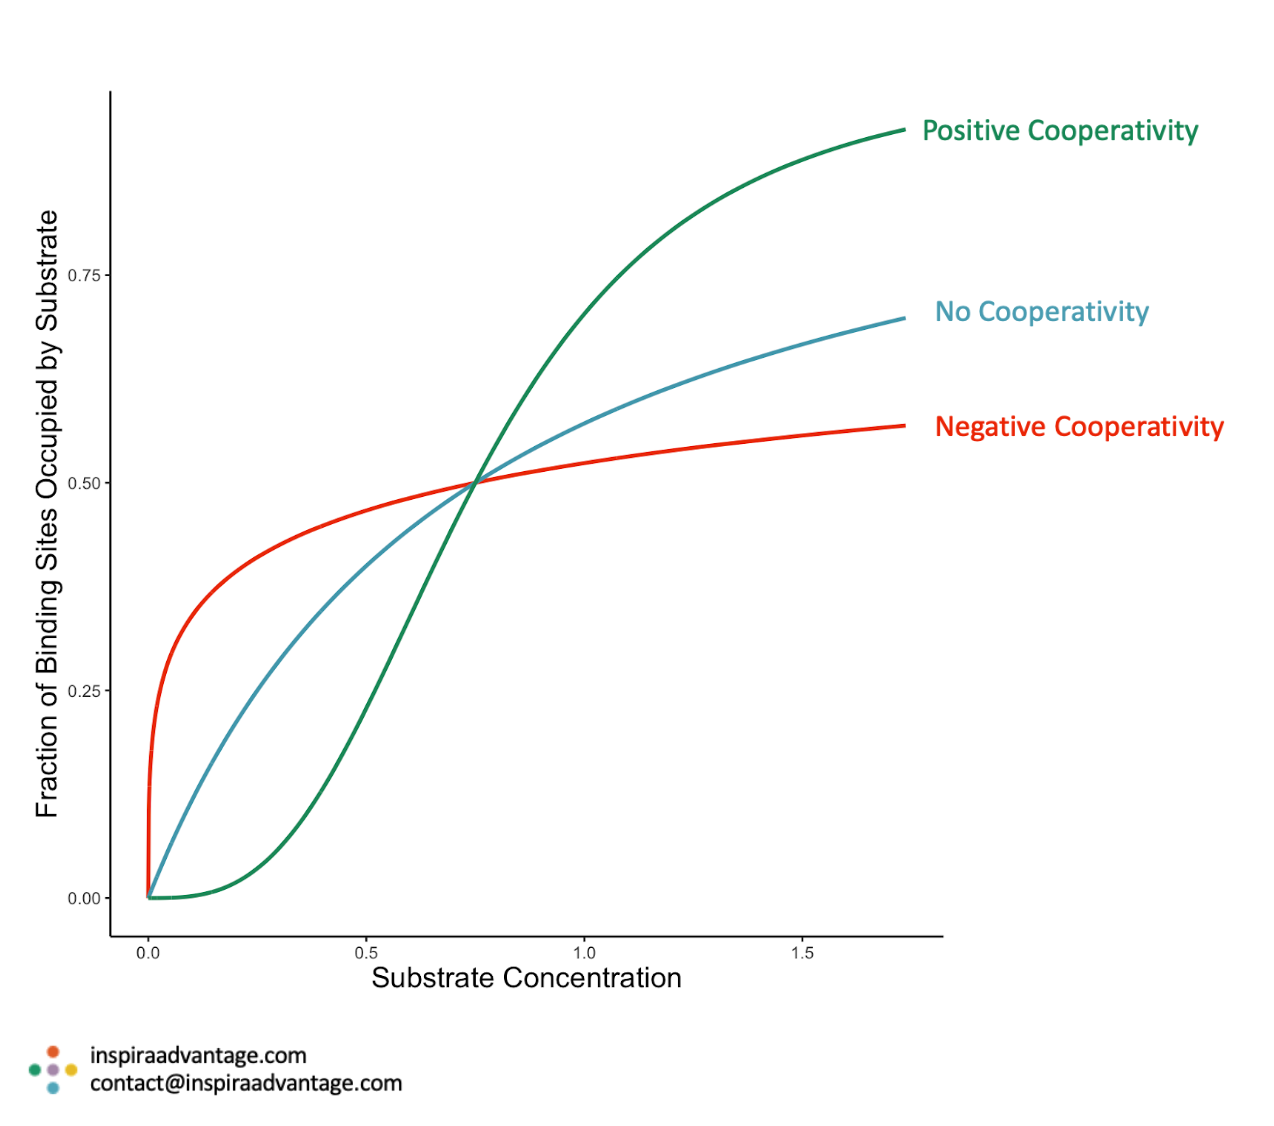 Positive Cooperativity
No Cooperativity
Negative Cooperativity
Fraction of Binding Sites Occupied by Substrate
0.75
0.50
0.25
0.00
0.0 0.5 1.0 1.5
Substrate Concentration
inspiraadvantage.com
contact@inspiraadvantage.com